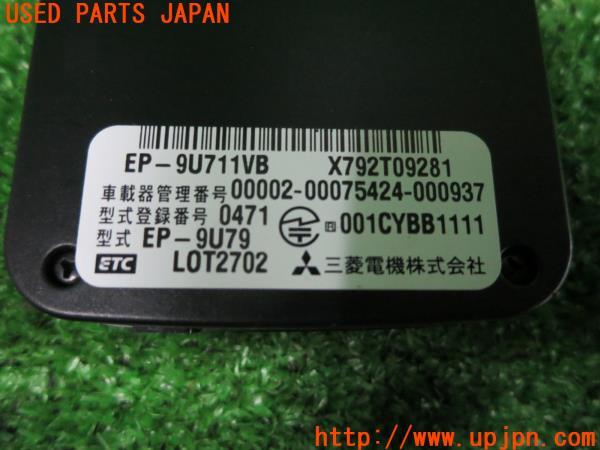 USED PARTS JAPAN
EP-9U711VB X792T09281
車載器管理番号 00002-00075424-000937
型式登録番号 0471 001CYBB1111
型式 EP-9U79
ETC LOT2702 三菱電機株式会社
http://www.upjpn.com